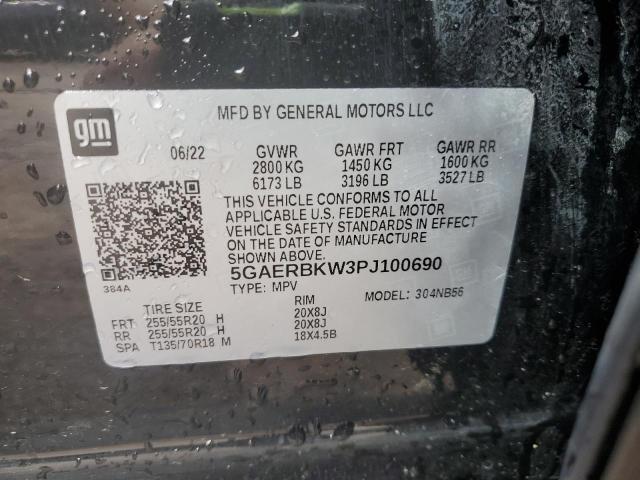 gm
MFD BY GENERAL MOTORS LLC
06/22 GVWR GAWR FRT GAWR RR
2800 KG 1450 KG 1600 KG
6173 LB 3196 LB 3527 LB
THIS VEHICLE CONFORMS TO ALL
APPLICABLE U.S. FEDERAL MOTOR
VEHICLE SAFETY STANDARDS IN EFFECT
ON THE DATE OF MANUFACTURE
SHOWN ABOVE.
5GAERBKW3PJ100690
384A
TYPE: MPV MODEL: 304NB56
TIRE SIZE RIM
FRT 255/55R20 H 20X8J
RR 255/55R20 H 20X8J
SPA T135/70R18 M 18X4.5B